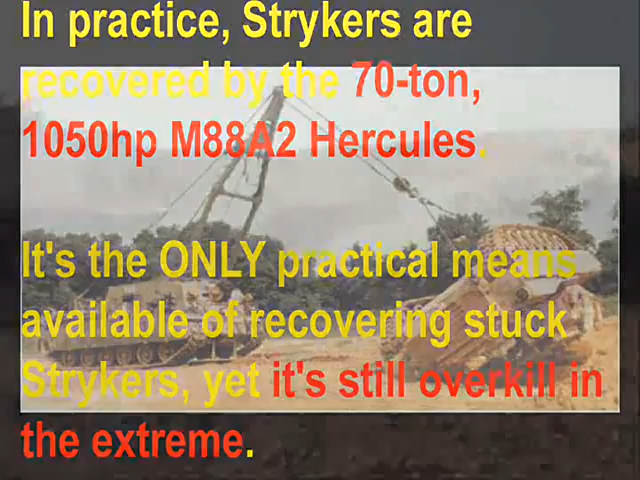 In practice, Strykers are
recovered by the 70-ton,
1050hp M88A2 Hercules.
It's the ONLY practical means
available of recovering stuck
Strykers, yet it's still overkill in
the extreme.